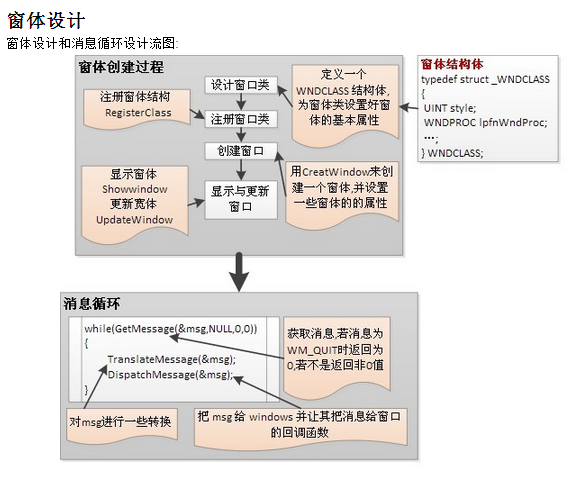 窗体设计
窗体设计和消息循环设计流图:
窗体创建过程
设计窗口类
注册窗口类
创建窗口
显示与更新
窗口
注册窗体结构
RegisterClass
显示窗体
Showwindow
更新宽体
UpdateWindow
定义一个
WNDCLASS 结构体,
为窗体类设置好窗
体的基本属性
用CreatWindow来创
建一个窗体,并设置
一些窗体的的属性
窗体结构体
typedef struct _WNDCLASS
{
UINT style;
WNDPROC lpfnWndProc;
…;
} WNDCLASS;
消息循环
while(GetMessage(&msg,NULL,0,0))
{
TranslateMessage(&msg);
DispatchMessage(&msg);
}
获取消息,若消息为
WM_QUIT时返回为
0,若不是返回非0值
对msg进行一些转换
把 msg 给 windows 并让其把消息给窗口
的回调函数